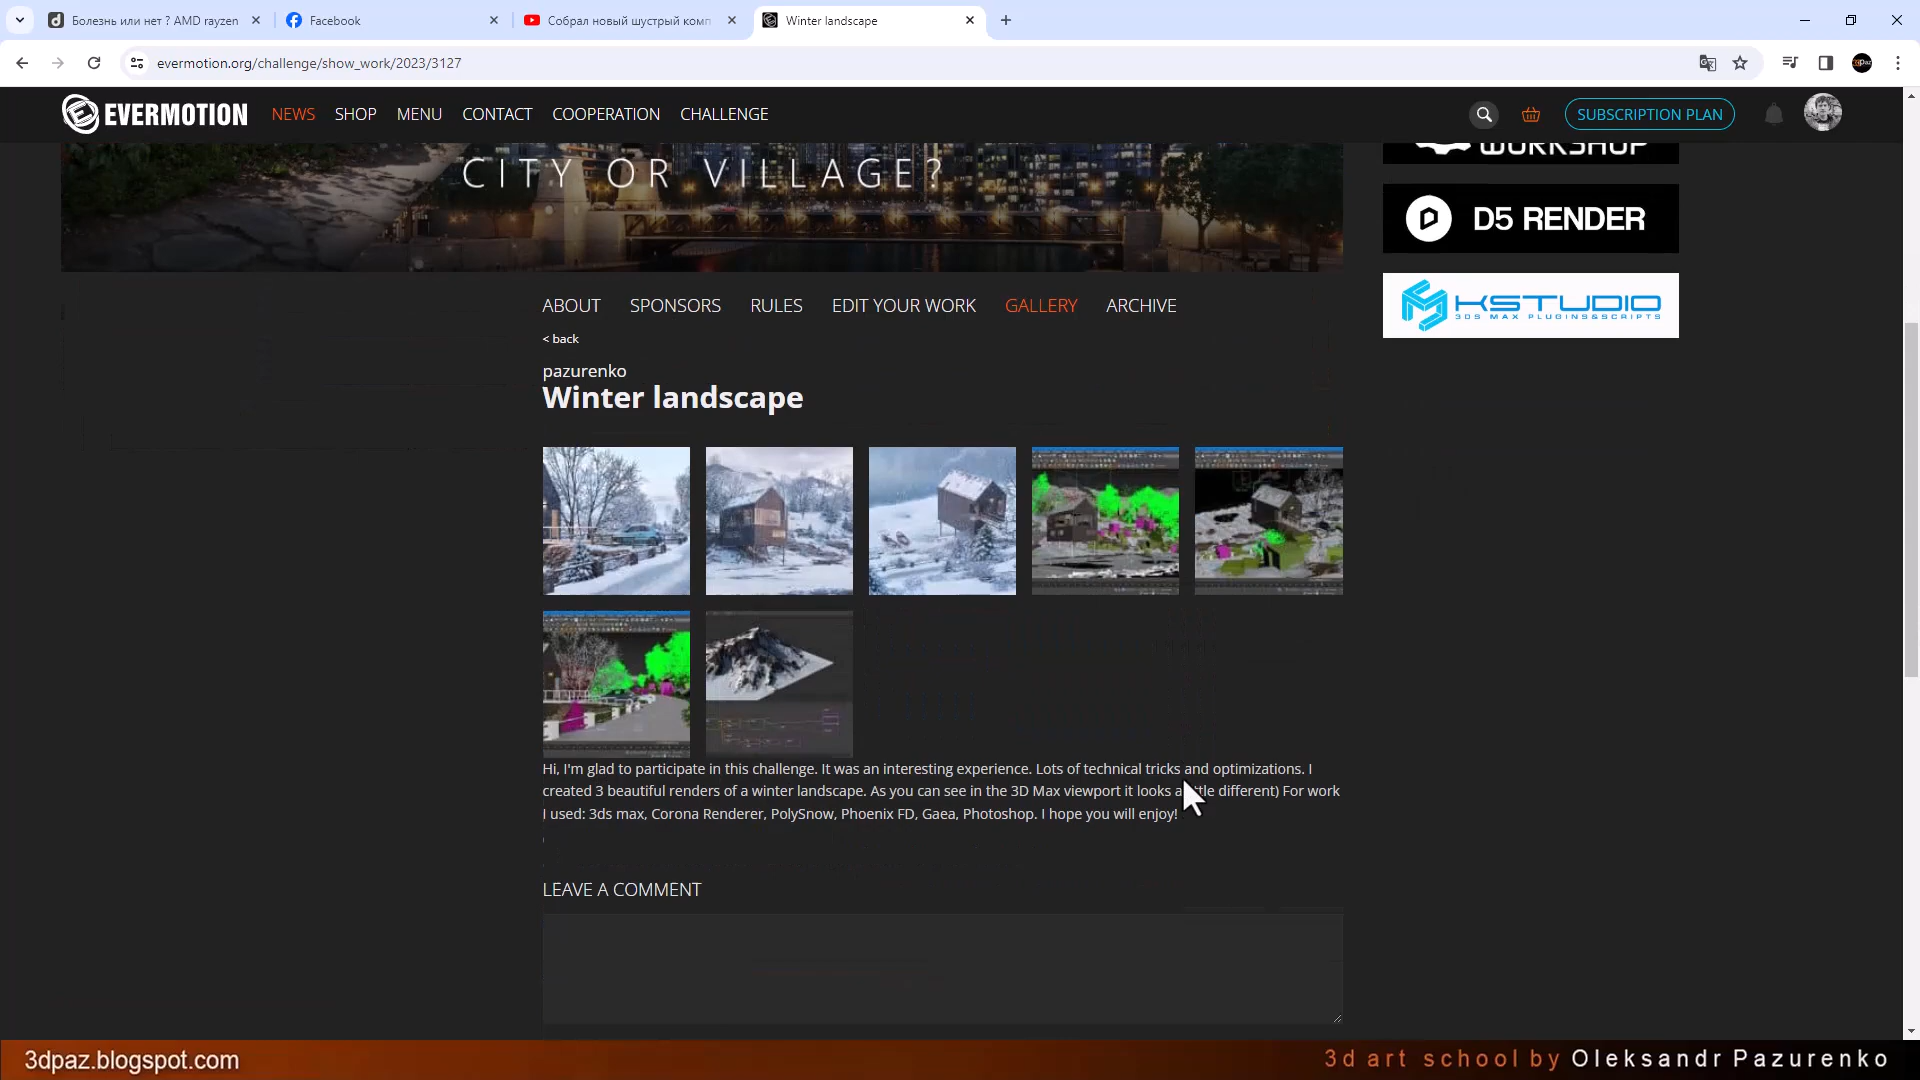 Болезнь или нет ? AMD rayzen
Facebook
Собрал новый шустрый комп
Winter landscape
evermotion.org/challenge/show_work/2023/3127
EVERMOTION
NEWS
SHOP
MENU
CONTACT
COOPERATION
CHALLENGE
SUBSCRIPTION PLAN
CITY OR VILLAGE?
WORKSHOP
D5 RENDER
KSTUDIO
3DS MAX PLUGINS&SCRIPTS
ABOUT
SPONSORS
RULES
EDIT YOUR WORK
GALLERY
ARCHIVE
< back
pazurenko
Winter landscape
Hi, I'm glad to participate in this challenge. It was an interesting experience. Lots of technical tricks and optimizations. I
created 3 beautiful renders of a winter landscape. As you can see in the 3D Max viewport it looks a ttle different) For work
I used: 3ds max, Corona Renderer, PolySnow, Phoenix FD, Gaea, Photoshop. I hope you will enjoy!
LEAVE A COMMENT
3dpaz.blogspot.com
3d art school by Oleksandr Pazurenko